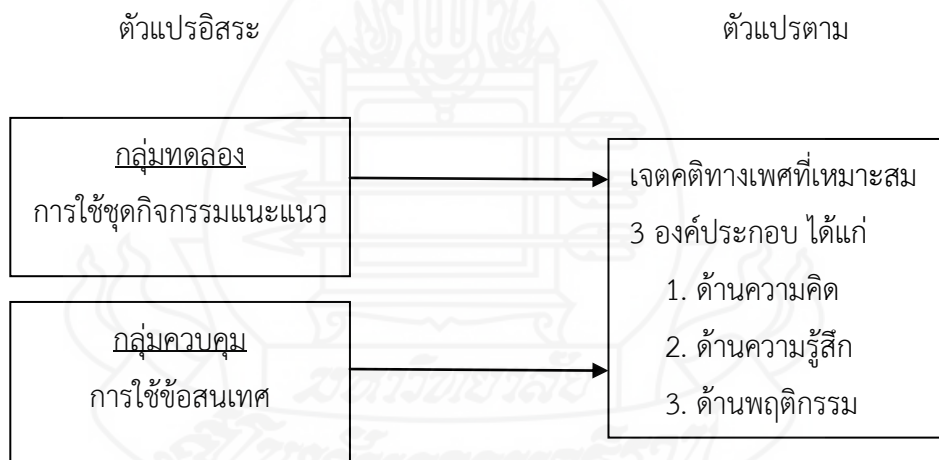 ตัวแปรอิสระ
ตัวแปรตาม
กลุ่มทดลอง
การใช้ชุดกิจกรรมแนะแนว
กลุ่มควบคุม
การใช้ข้อสนเทศ
เจตคติทางเพศที่เหมาะสม
3 องค์ประกอบ ได้แก่
1. ด้านความคิด
2. ด้านความรู้สึก
3. ด้านพฤติกรรม